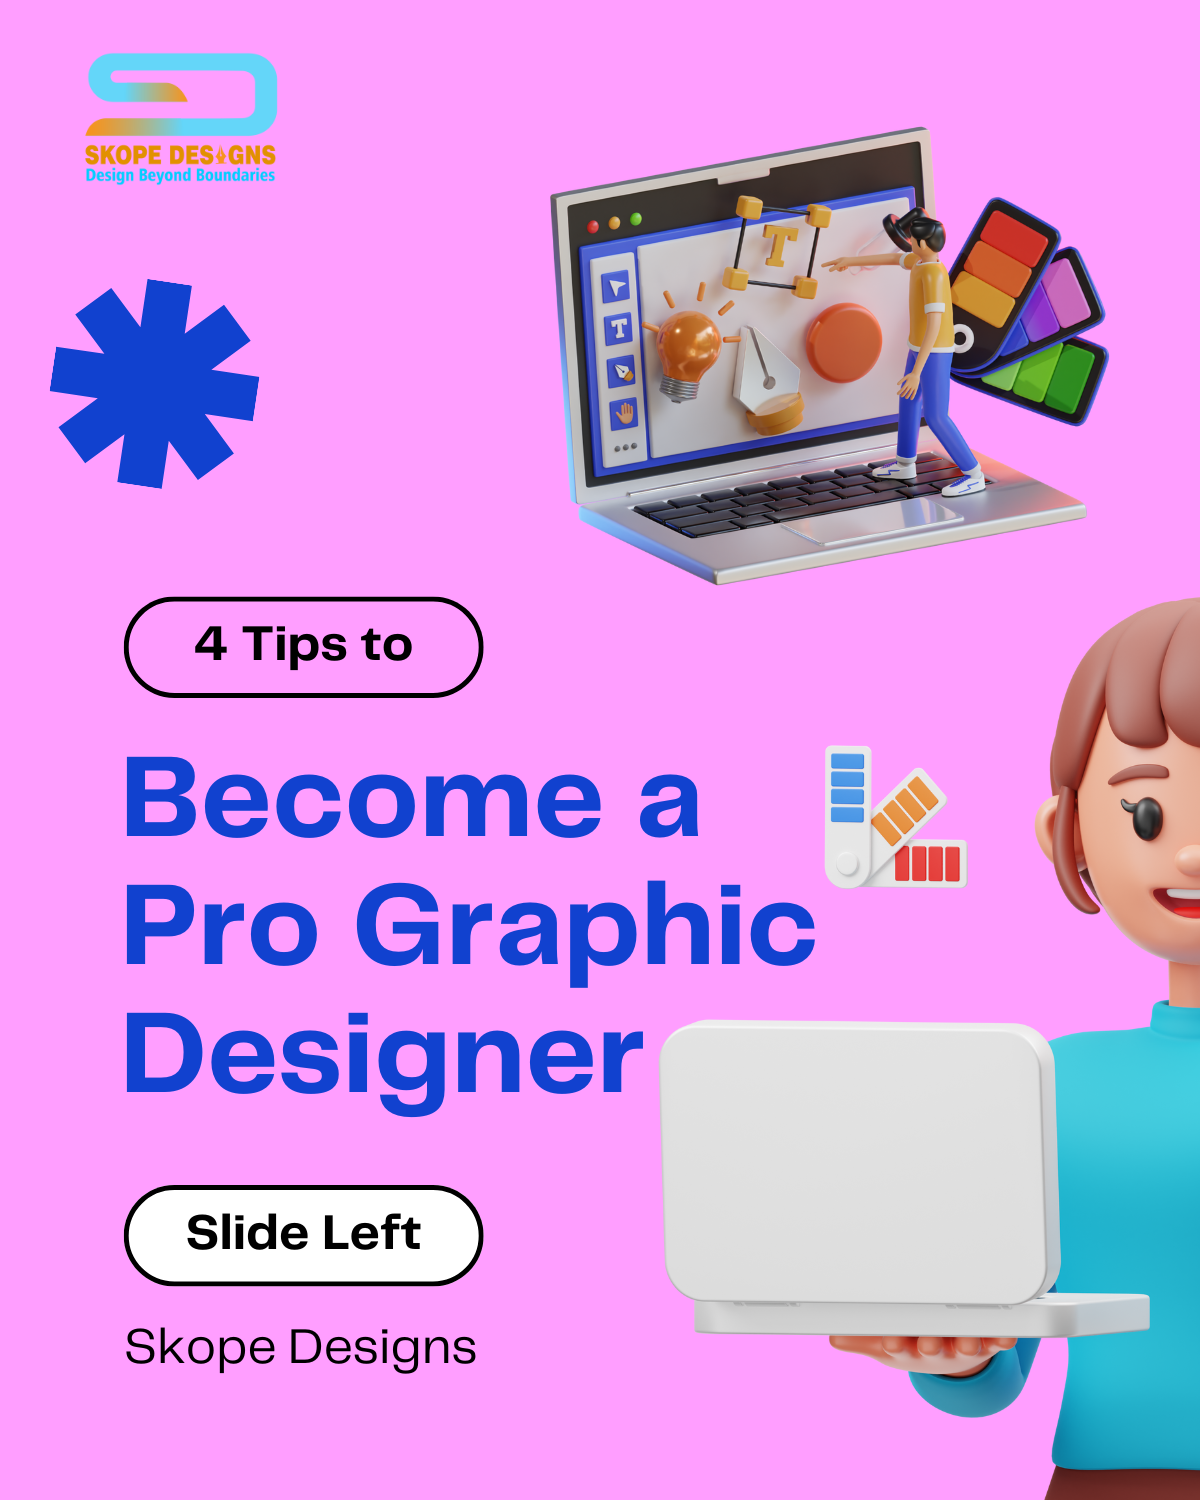 SKOPE DESIGNS
Design Beyond Boundaries
T
T
4 Tips to
Become a
Pro Graphic
Designer
Slide Left
Skope Designs